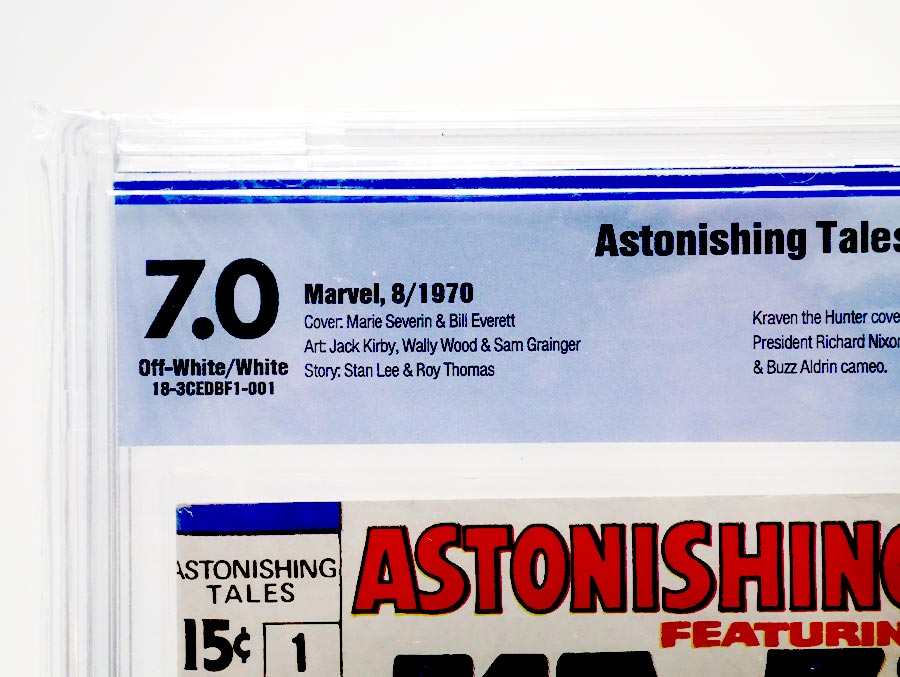 Astonishing Tales
7.0
Off-White/White
18-3CEDBF1-001
Marvel, 8/1970
Cover: Marie Severin & Bill Everett
Art: Jack Kirby, Wally Wood & Sam Grainger
Story: Stan Lee & Roy Thomas
Kraven the Hunter cove
President Richard Nixon
& Buzz Aldrin cameo.
ASTONISHING
TALES
15¢
1
ASTONISHING
FEATURIN